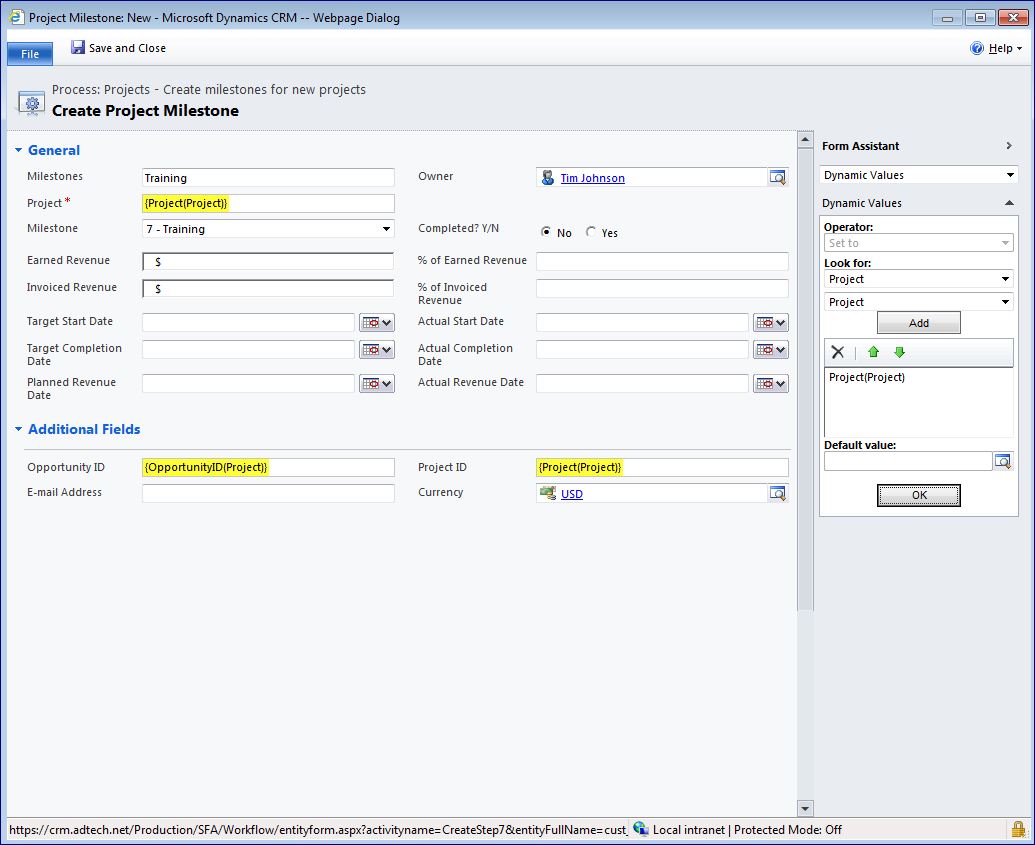 Project Milestone: New - Microsoft Dynamics CRM -- Webpage Dialog
File
Save and Close
Help
Process: Projects - Create milestones for new projects
Create Project Milestone
General
Milestones
Training
Owner
Tim Johnson
Project*
{Project(Project)}
Milestone
7 - Training
Completed? Y/N
No
Yes
Earned Revenue
$
% of Earned Revenue
Invoiced Revenue
$
% of Invoiced
Revenue
Target Start Date
Actual Start Date
Target Completion
Date
Actual Completion
Date
Planned Revenue
Date
Actual Revenue Date
Additional Fields
Opportunity ID
{OpportunityID(Project)}
Project ID
{Project(Project)}
E-mail Address
Currency
USD
Form Assistant
Dynamic Values
Dynamic Values
Operator:
Set to
Look for:
Project
Project
Add
Project(Project)
Default value:
OK
https://crm.adtech.net/Production/SFA/Workflow/entityform.aspx?activityname=CreateStep7&entityFullName=cust_
Local intranet | Protected Mode: Off